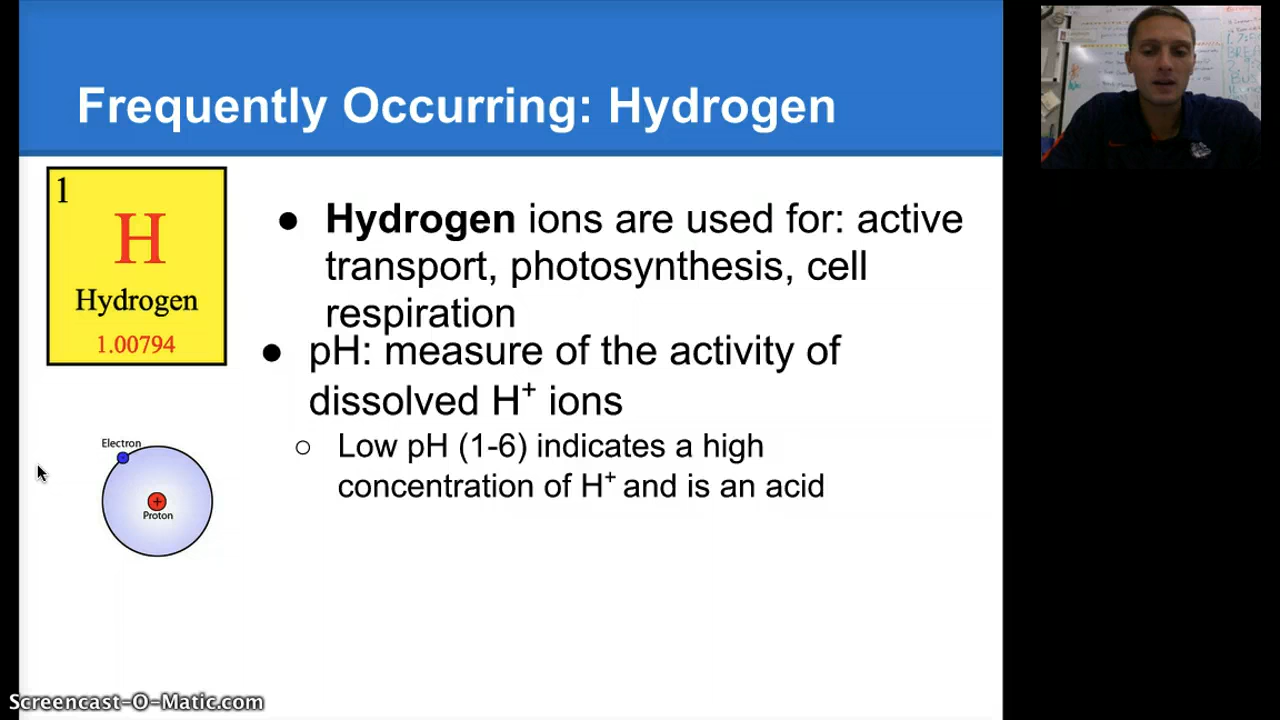 Frequently Occurring: Hydrogen
1
H
Hydrogen
1.00794
● Hydrogen ions are used for: active
transport, photosynthesis, cell
respiration
● pH: measure of the activity of
dissolved H⁺ ions
○ Low pH (1-6) indicates a high
concentration of H⁺ and is an acid
Electron
+
Proton
Screencast-O-Matic.com